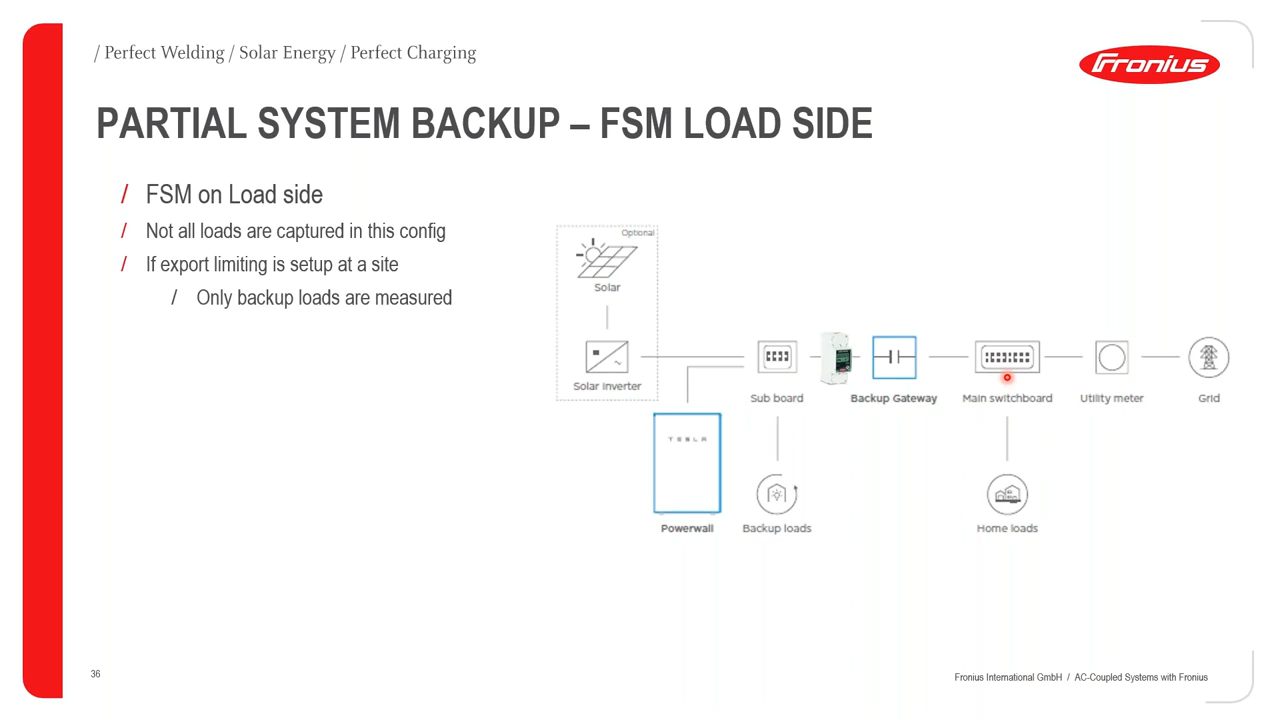 / Perfect Welding / Solar Energy / Perfect Charging
Fronius
PARTIAL SYSTEM BACKUP – FSM LOAD SIDE
/ FSM on Load side
/ Not all loads are captured in this config
/ If export limiting is setup at a site
/ Only backup loads are measured
Optional
Solar
Solar Inverter
Sub board
Backup Gateway
Main switchboard
Utility meter
Grid
TESLA
Powerwall
Backup loads
Home loads
36
Fronius International GmbH / AC-Coupled Systems with Fronius